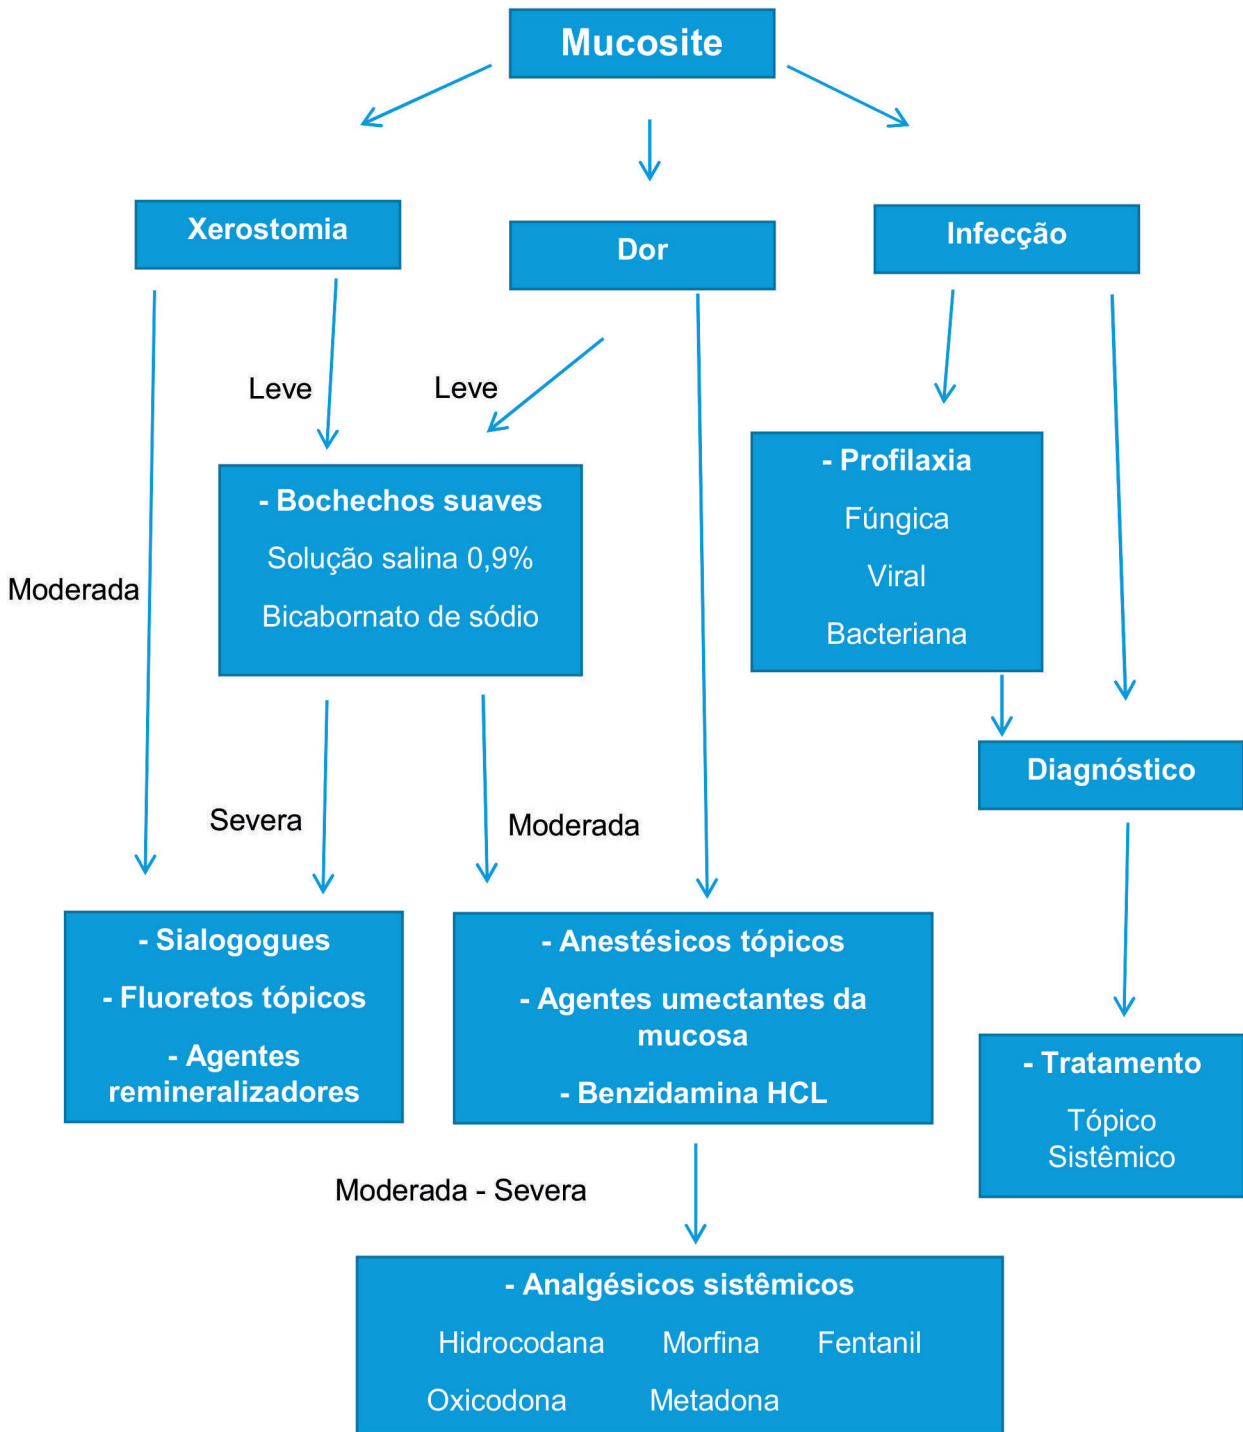 Mucosite
Xerostomia
Dor
Infecção
Leve
Leve
Moderada
- Bochechos suaves
Solução salina 0,9%
Bicabornato de sódio
- Profilaxia
Fúngica
Viral
Bacteriana
Severa
Moderada
Diagnóstico
- Sialogogues
- Fluoretos tópicos
- Agentes
remineralizadores
- Anestésicos tópicos
- Agentes umectantes da
mucosa
- Benzidamina HCL
- Tratamento
Tópico
Sistêmico
Moderada - Severa
- Analgésicos sistêmicos
Hidrocodana Morfina Fentanil
Oxicodona Metadona